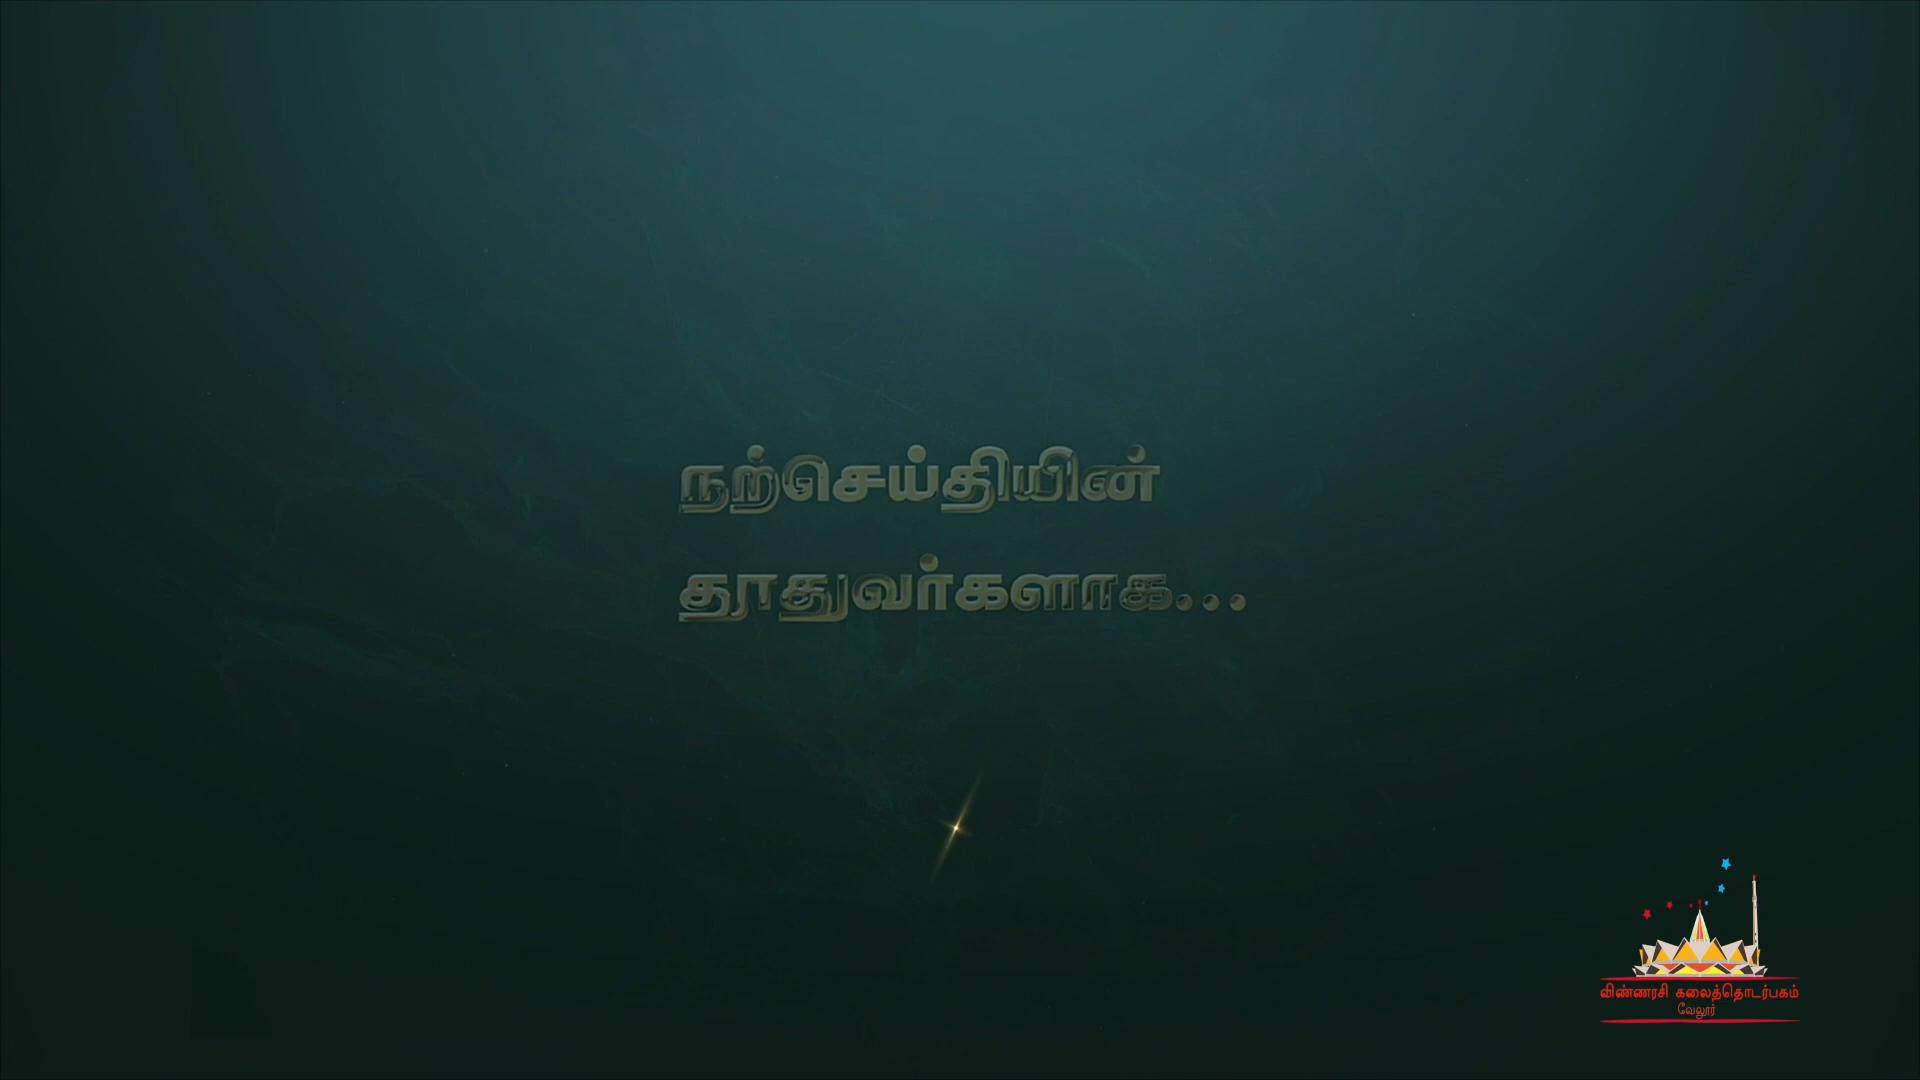 நற்செய்தியின்
தூதுவர்களாக...
விண்ணரசி கலைத்தொடர்பகம்
வேலூர்